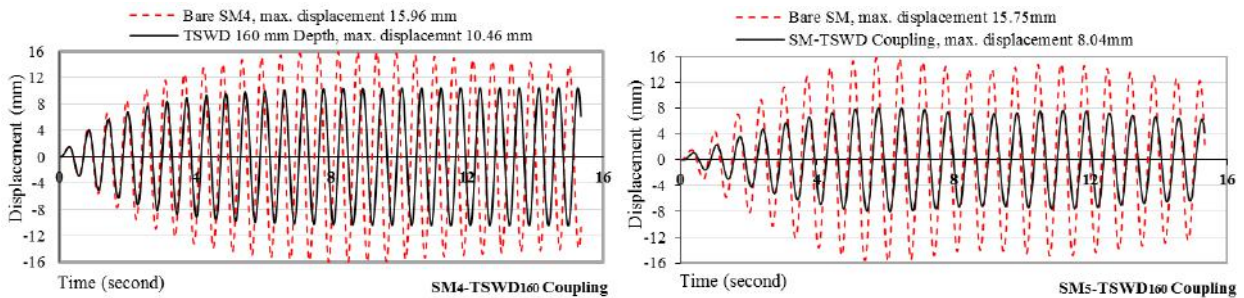 Bare SM4, max. displacement 15.96 mm
TSWD 160 mm Depth, max. displacemnt 10.46 mm
16
12
8
4
0
-4
-8
-12
-16
Displacement (mm)
0
4
8
12
16
Time (second)
SM4-TSWD160 Coupling
Bare SM, max. displacement 15.75mm
SM-TSWD Coupling, max. displacement 8.04mm
16
12
8
4
0
-4
-8
-12
-16
Displacement (mm)
0
4
8
12
16
Time (second)
SM5-TSWD160 Coupling